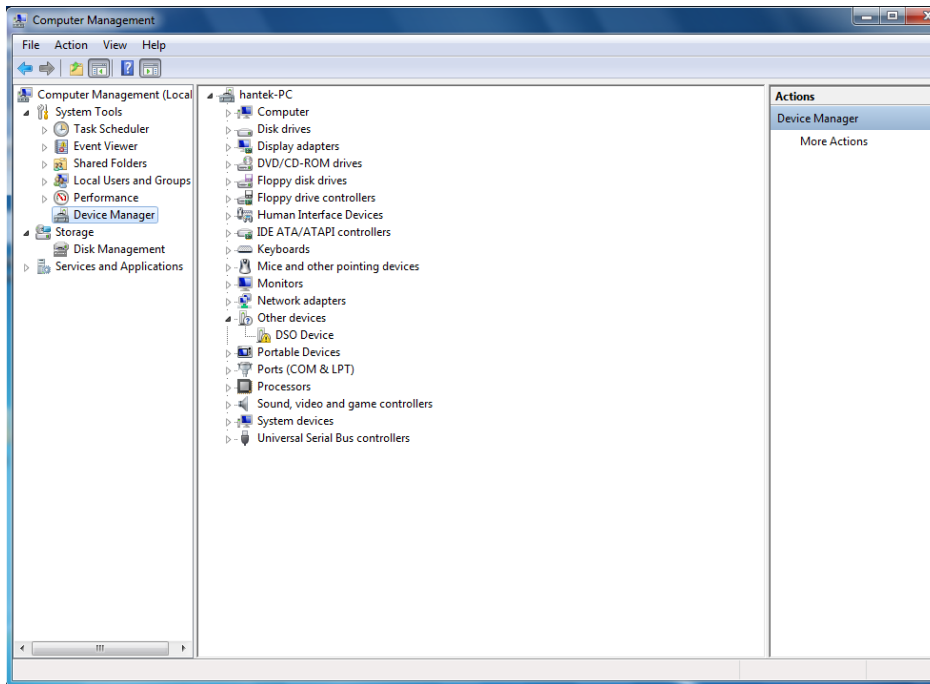 Computer Management
File Action View Help
Computer Management (Local
System Tools
Task Scheduler
Event Viewer
Shared Folders
Local Users and Groups
Performance
Device Manager
Storage
Disk Management
Services and Applications
hantek-PC
Computer
Disk drives
Display adapters
DVD/CD-ROM drives
Floppy disk drives
Floppy drive controllers
Human Interface Devices
IDE ATA/ATAPI controllers
Keyboards
Mice and other pointing devices
Monitors
Network adapters
Other devices
DSO Device
Portable Devices
Ports (COM & LPT)
Processors
Sound, video and game controllers
System devices
Universal Serial Bus controllers
Actions
Device Manager
More Actions